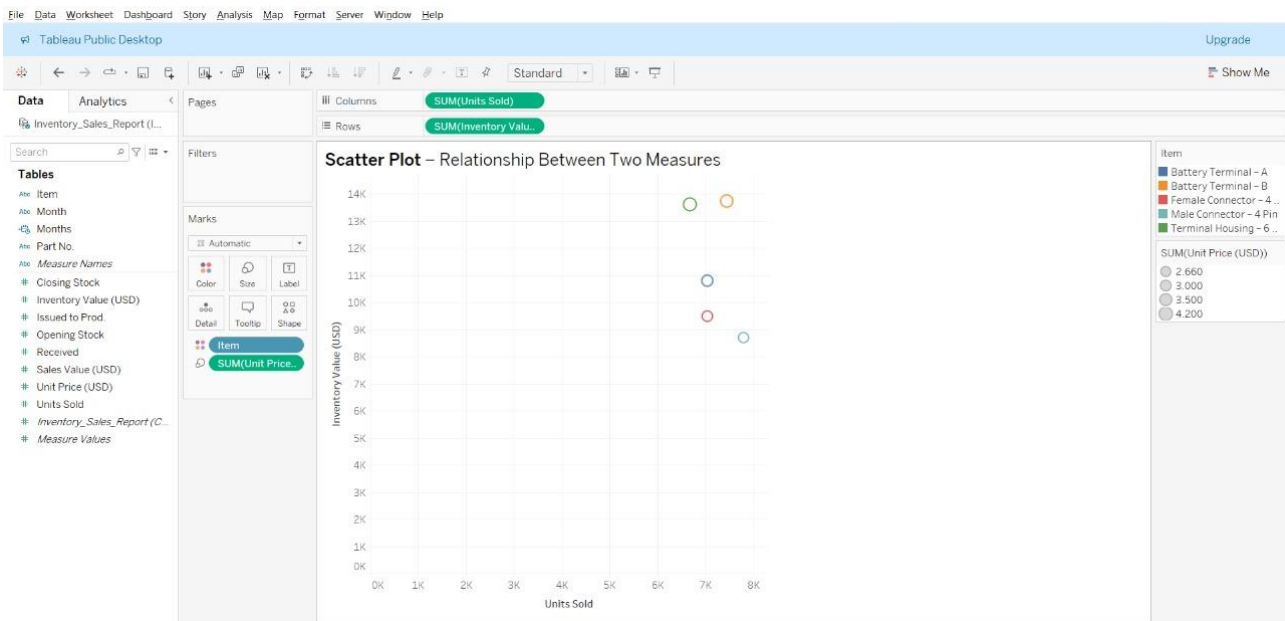 File Data Worksheet Dashboard Story Analysis Map Format Server Window Help
Tableau Public Desktop Upgrade
Standard Show Me
Data Analytics
Pages
Columns SUM(Units Sold)
Inventory_Sales_Report (I...
Rows SUM(Inventory Valu..
Search
Filters
Scatter Plot – Relationship Between Two Measures
Tables
Abc Item
Abc Month
Months
Abc Part No.
Abc Measure Names
# Closing Stock
# Inventory Value (USD)
# Issued to Prod.
# Opening Stock
# Received
# Sales Value (USD)
# Unit Price (USD)
# Units Sold
# Inventory_Sales_Report (C...
# Measure Values
Marks
Automatic
Color Size Label
Detail Tooltip Shape
Item
SUM(Unit Price..
14K
13K
12K
11K
10K
9K
8K
7K
6K
5K
4K
3K
2K
1K
0K
Inventory Value (USD)
0K 1K 2K 3K 4K 5K 6K 7K 8K
Units Sold
Item
Battery Terminal – A
Battery Terminal – B
Female Connector – 4 ..
Male Connector – 4 Pin
Terminal Housing – 6 ..
SUM(Unit Price (USD))
2.660
3.000
3.500
4.200